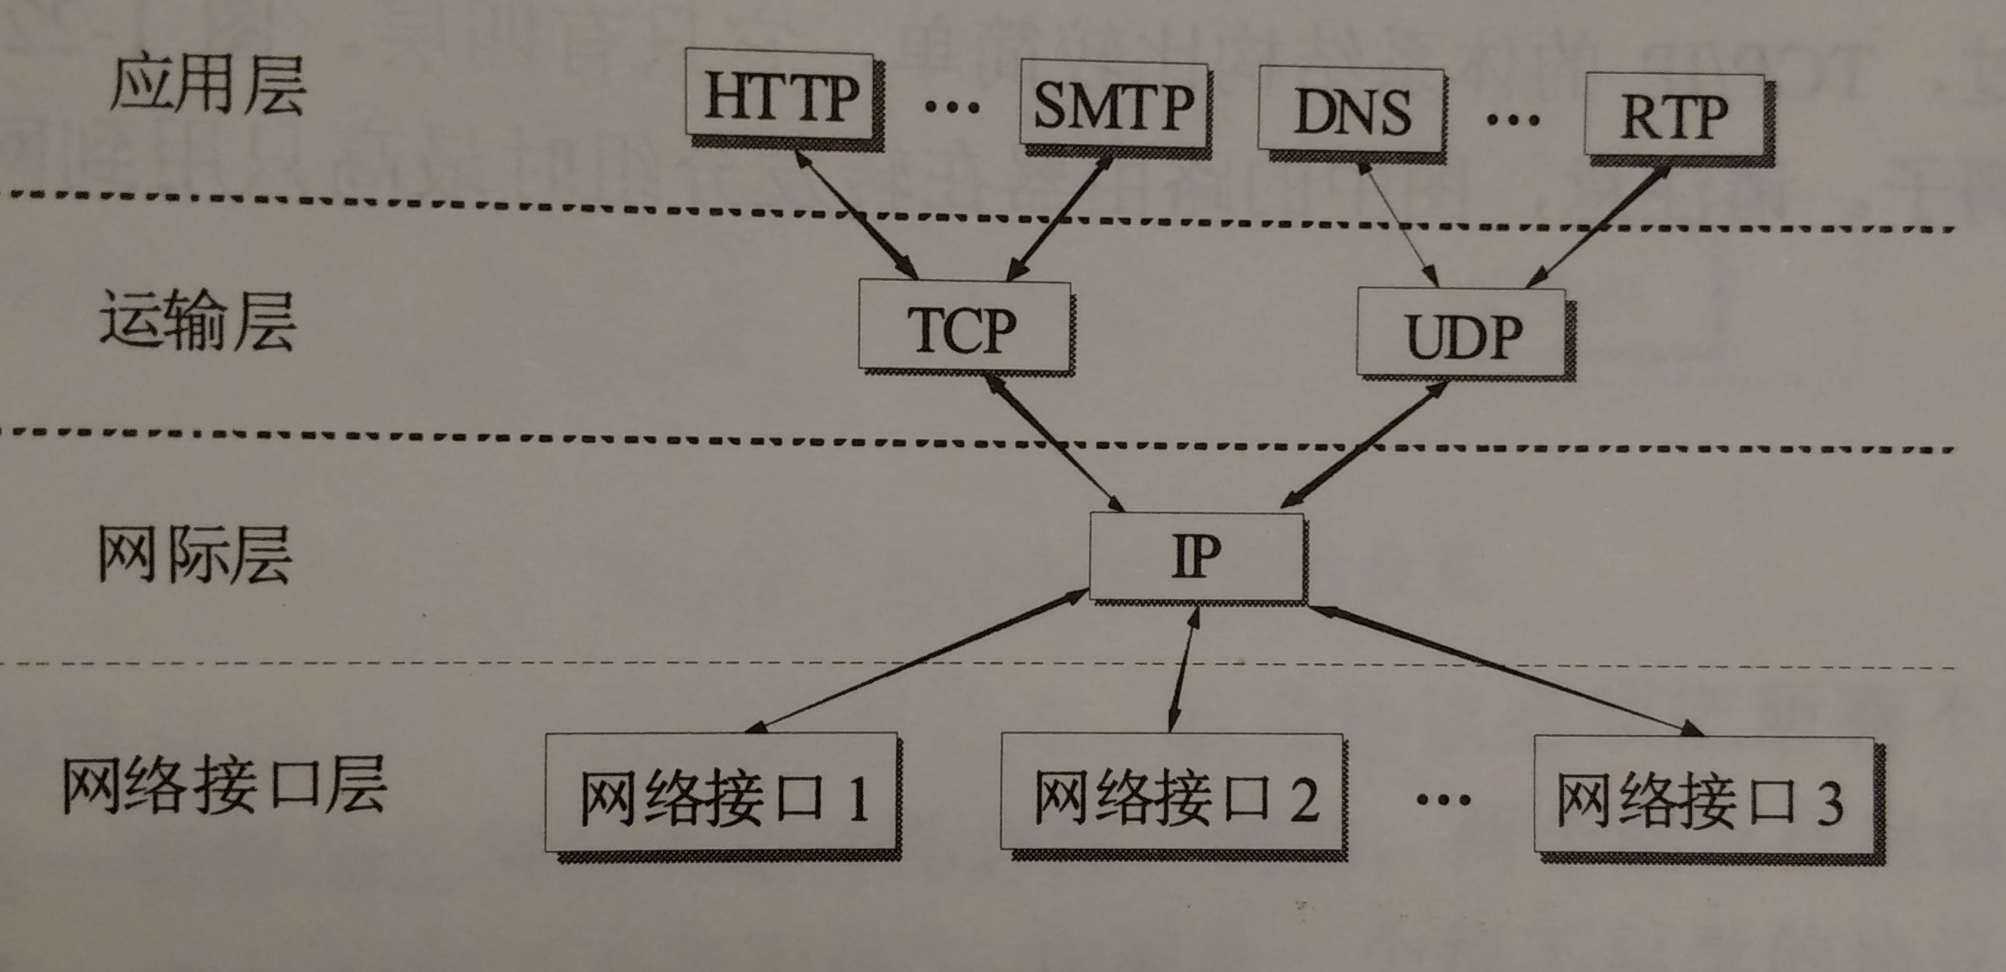 应用层 HTTP … SMTP DNS … RTP
运输层 TCP UDP
网际层 IP
网络接口层 网络接口 1 网络接口 2 … 网络接口 3